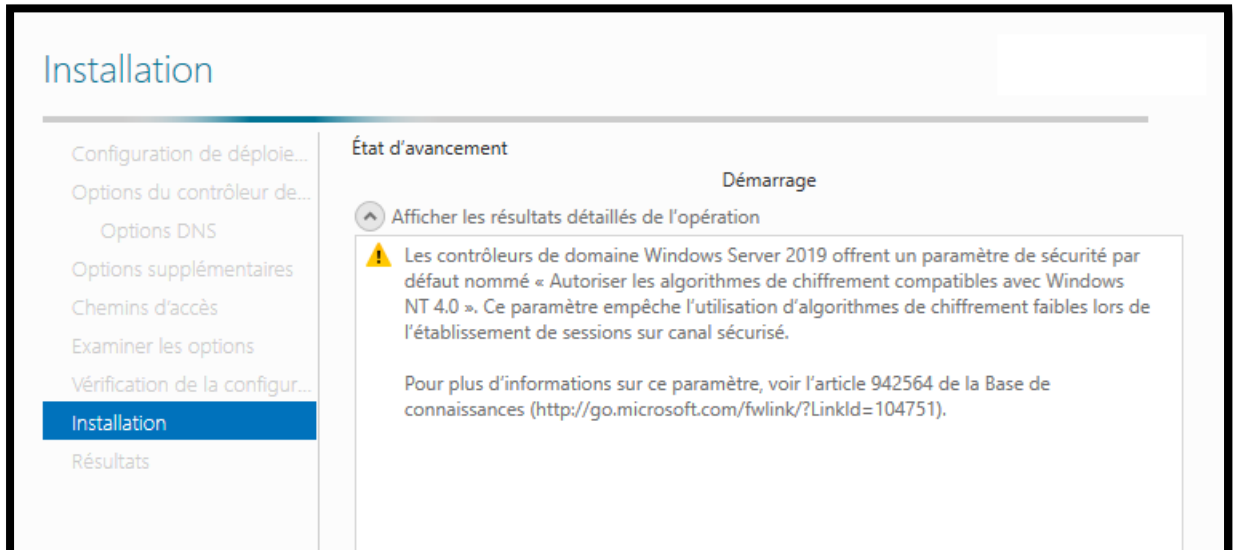 Installation
Configuration de déploie...
Options du contrôleur de...
Options DNS
Options supplémentaires
Chemins d’accès
Examiner les options
Vérification de la configur...
Installation
Résultats
État d’avancement
Démarrage
Afficher les résultats détaillés de l’opération
Les contrôleurs de domaine Windows Server 2019 offrent un paramètre de sécurité par
défaut nommé « Autoriser les algorithmes de chiffrement compatibles avec Windows
NT 4.0 ». Ce paramètre empêche l’utilisation d’algorithmes de chiffrement faibles lors de
l’établissement de sessions sur canal sécurisé.
Pour plus d’informations sur ce paramètre, voir l’article 942564 de la Base de
connaissances (http://go.microsoft.com/fwlink/?LinkId=104751).